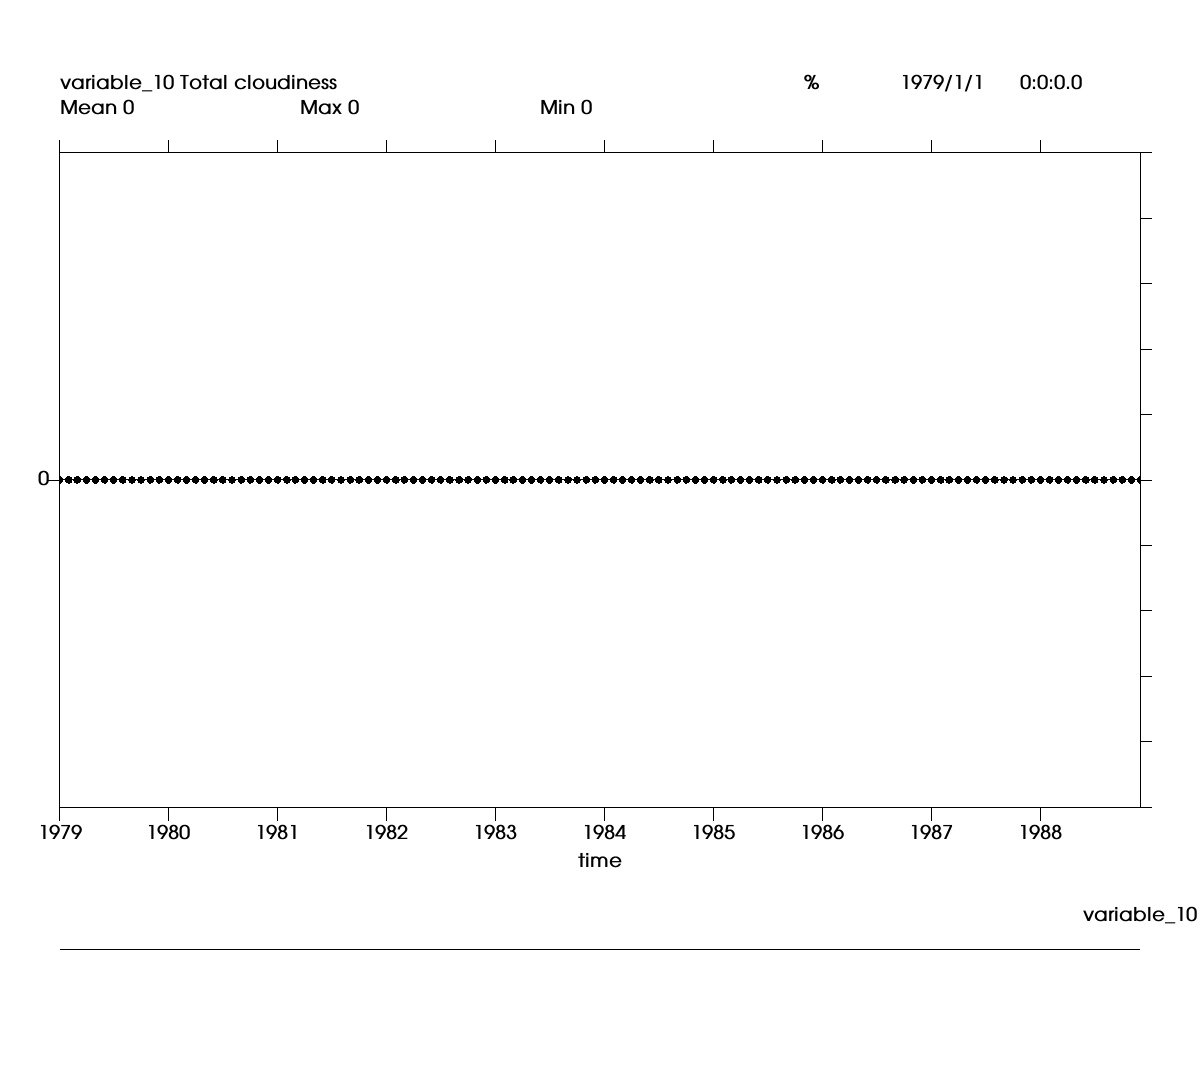 variable_10 Total cloudiness % 1979/1/1 0:0:0.0
Mean 0 Max 0 Min 0
0
1979 1980 1981 1982 1983 1984 1985 1986 1987 1988
time
variable_10